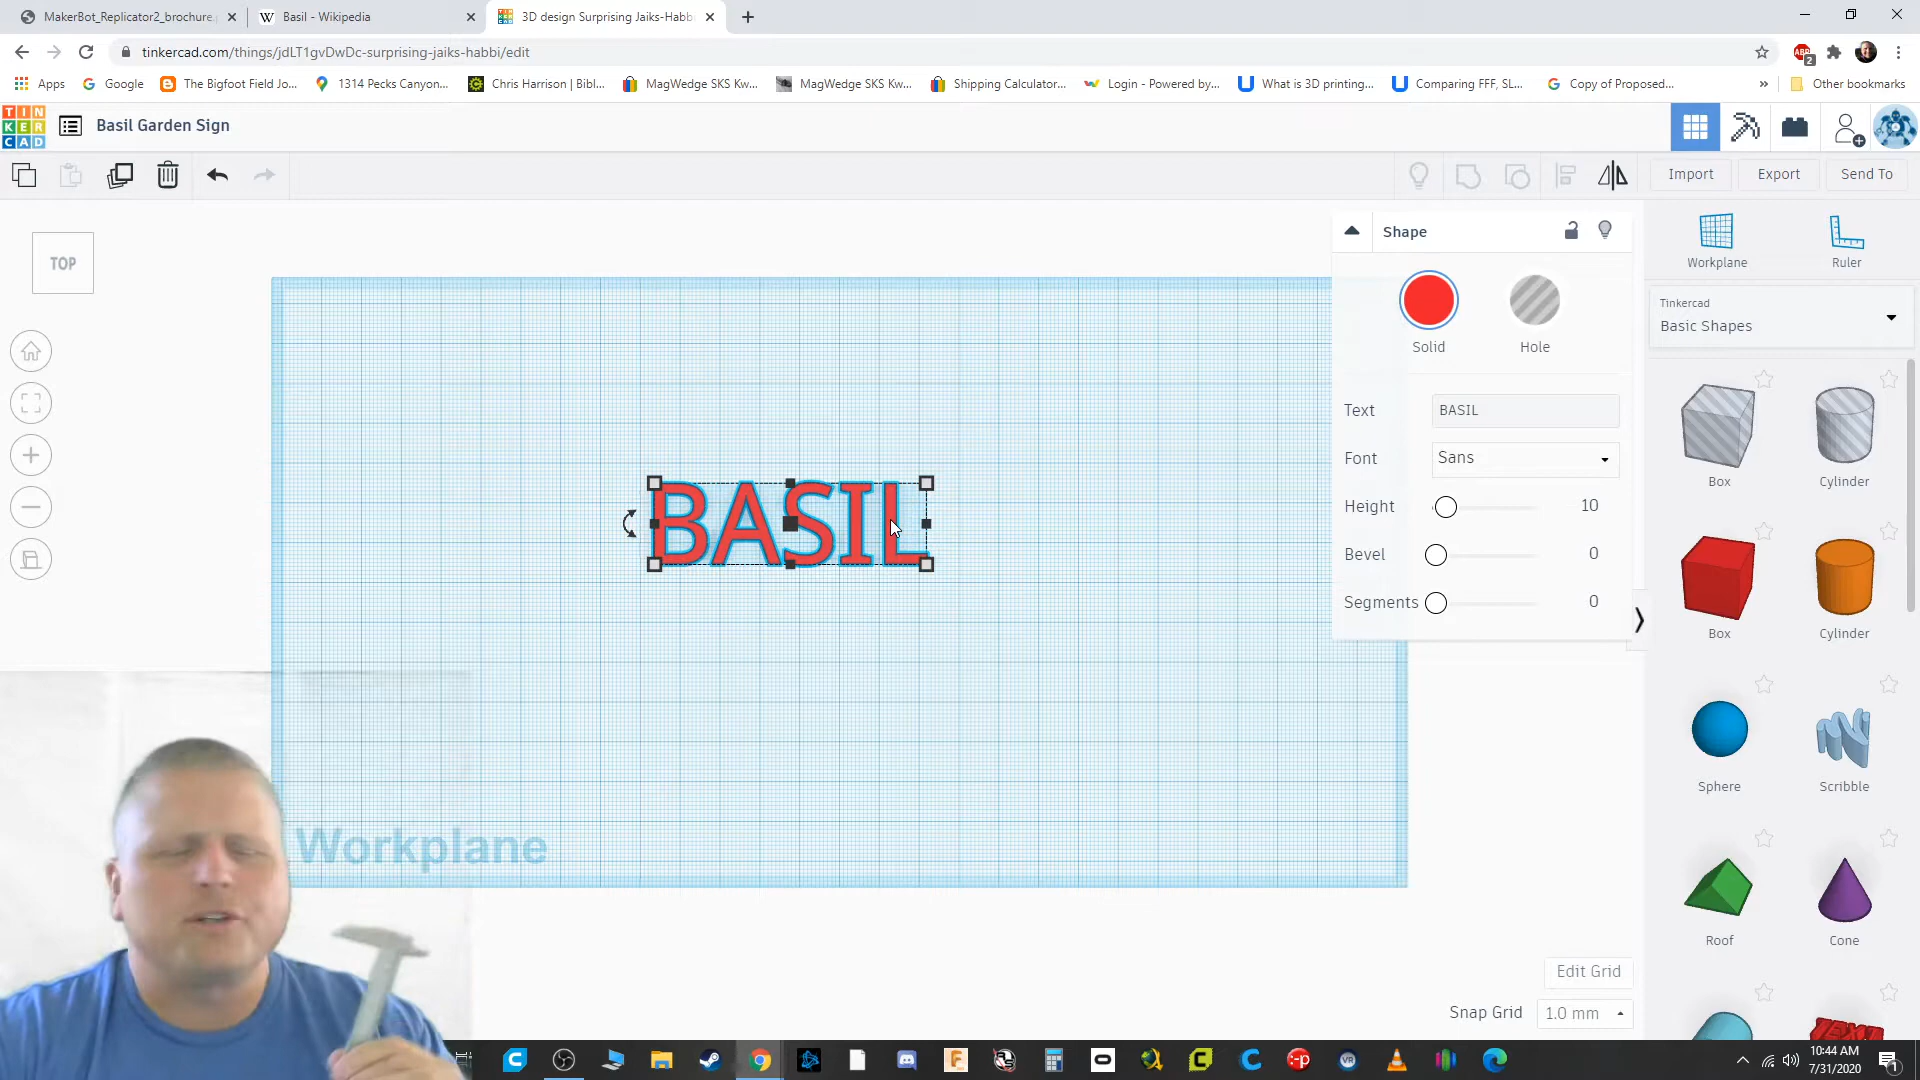 MakerBot_Replicator2_brochure.
Basil - Wikipedia
3D design Surprising Jaiks-Habb
tinkercad.com/things/jdLT1gvDwDc-surprising-jaiks-habbi/edit
ABP
2
Apps
Google
The Bigfoot Field Jo...
1314 Pecks Canyon...
Chris Harrison | Bibl...
MagWedge SKS Kw...
MagWedge SKS Kw...
Shipping Calculator...
Login - Powered by...
What is 3D printing...
Comparing FFF, SL...
Copy of Proposed...
»
Other bookmarks
TIN
KER
CAD
Basil Garden Sign
Import
Export
Send To
TOP
Shape
Solid
Hole
Text
BASIL
Font
Sans
Height
10
Bevel
0
Segments
0
BASIL
Workplane
Workplane
Ruler
Tinkercad
Basic Shapes
Box
Cylinder
Box
Cylinder
Sphere
Scribble
Roof
Cone
Edit Grid
Snap Grid
1.0 mm
10:44 AM
7/31/2020
1